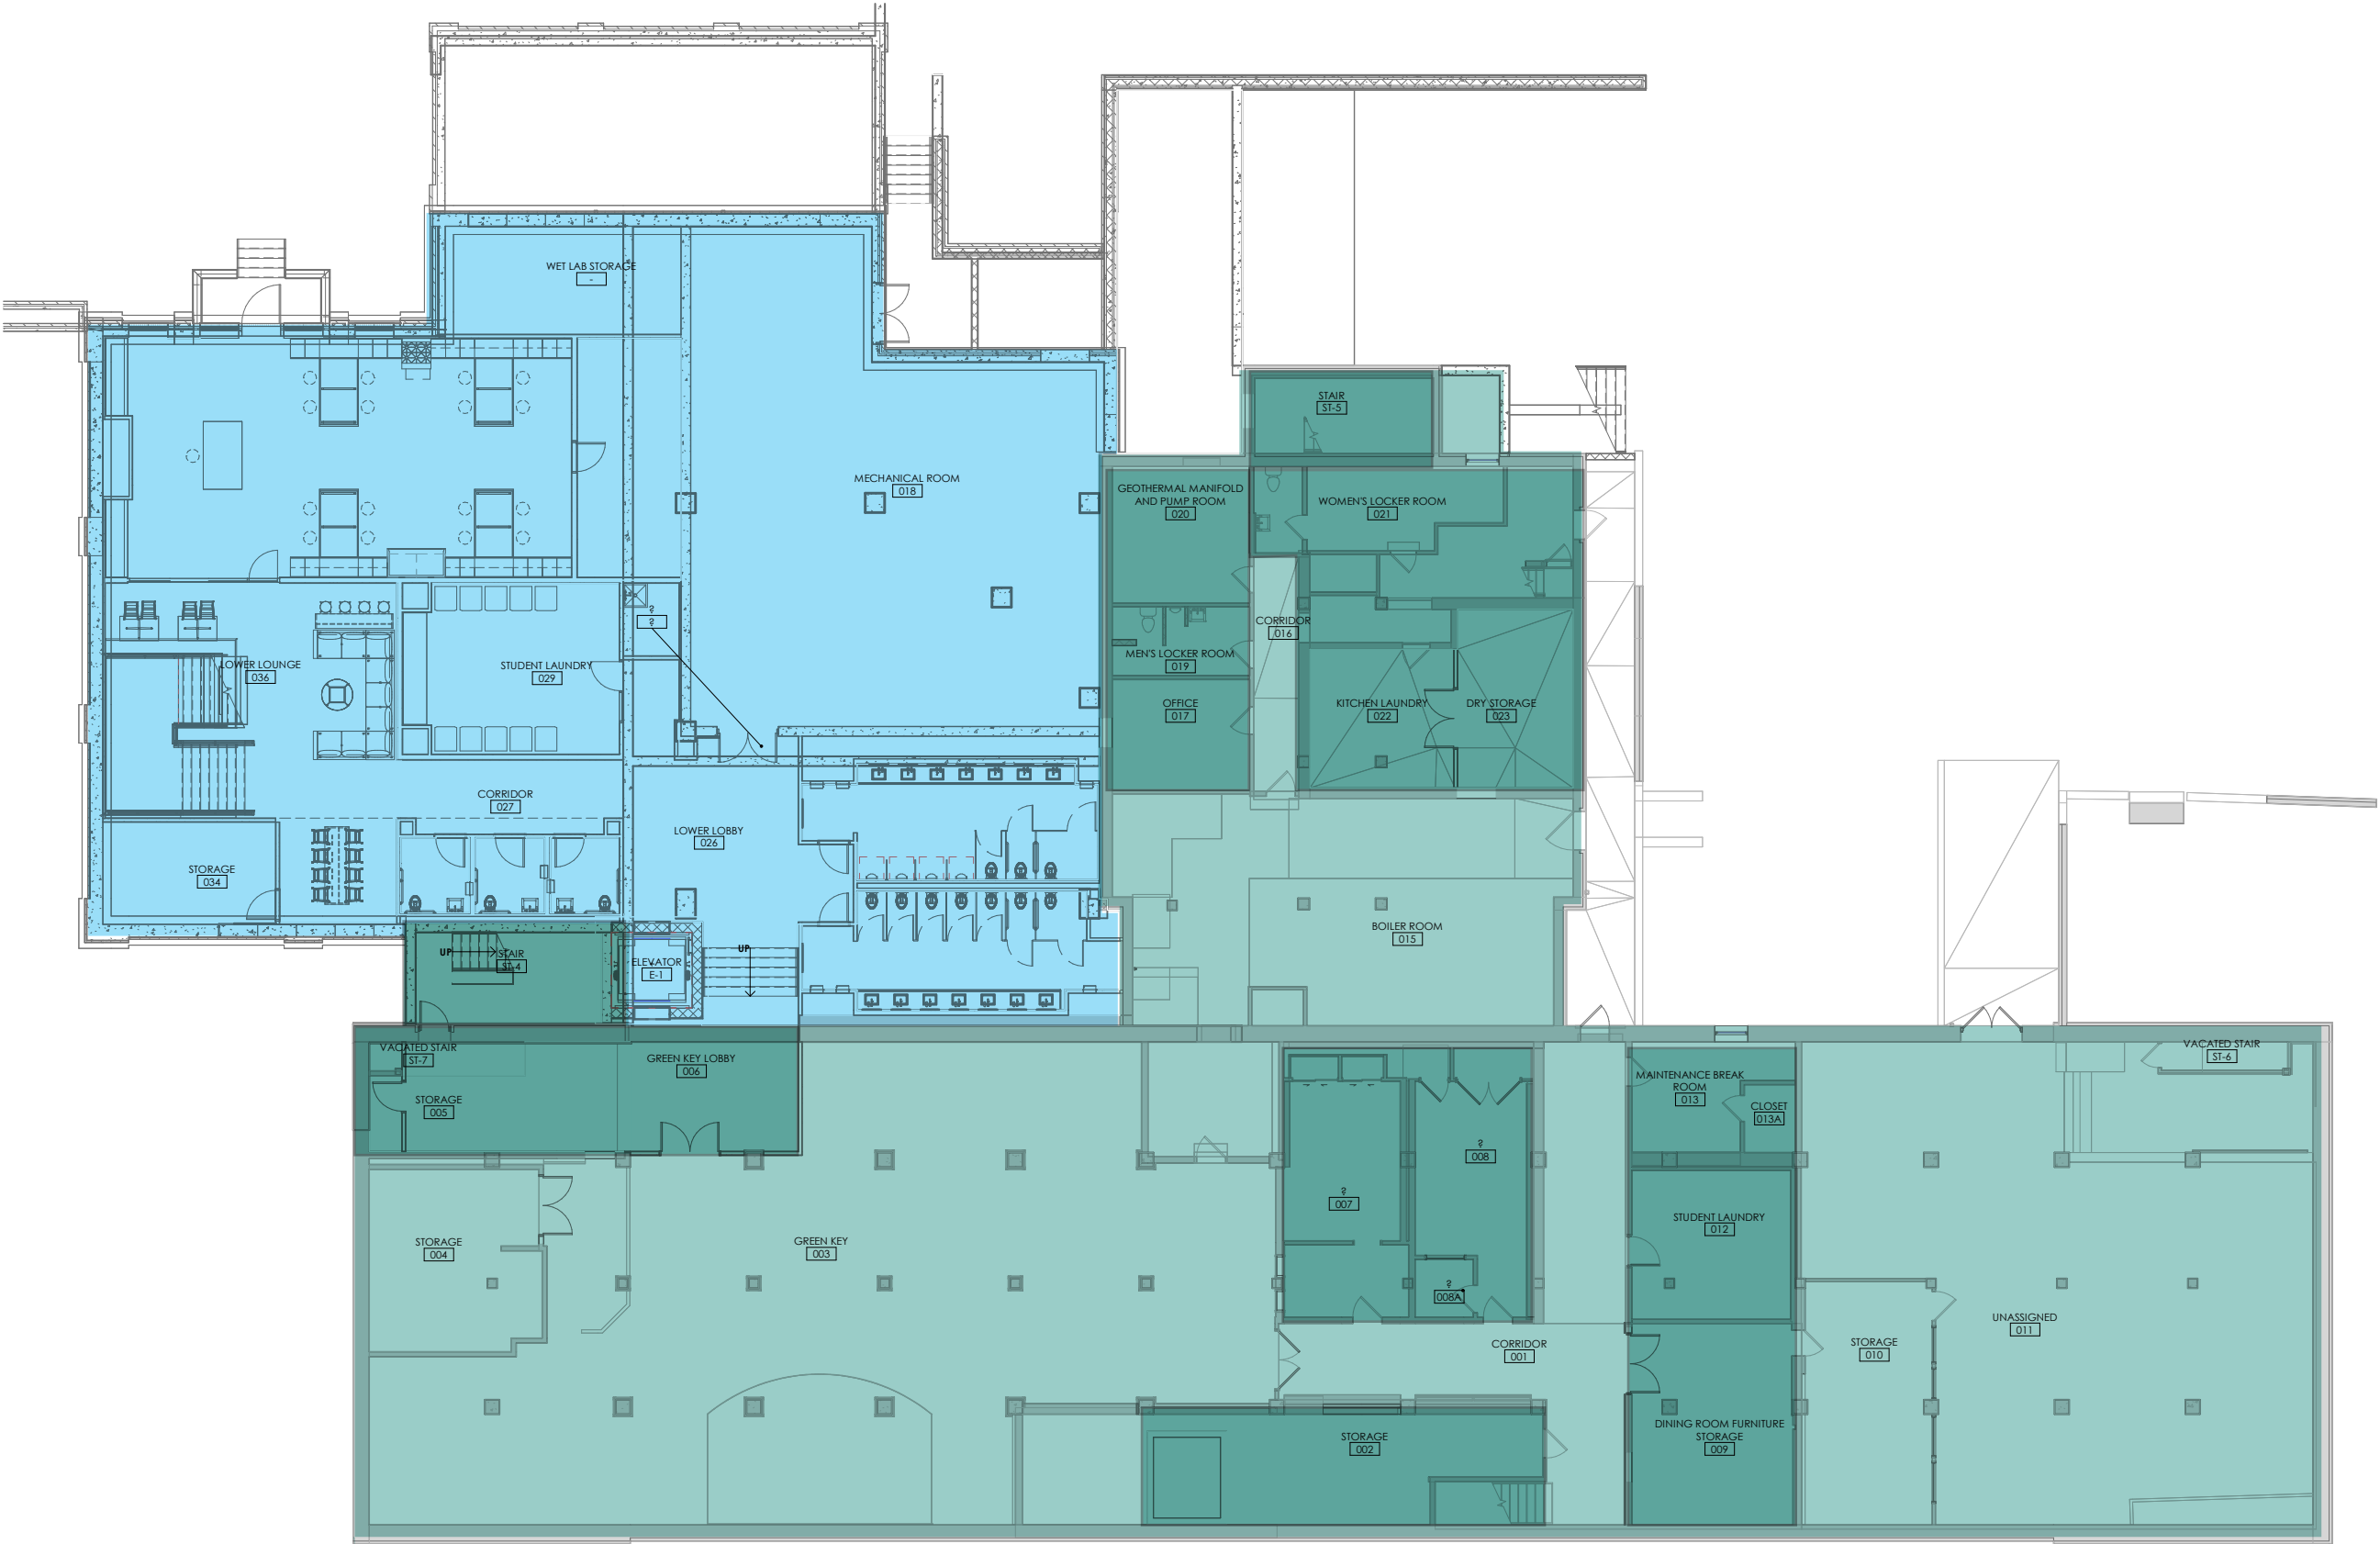 WET LAB STORAGE
-
STAIR
ST-5
MECHANICAL ROOM
018
GEOTHERMAL MANIFOLD
AND PUMP ROOM
020
WOMEN'S LOCKER ROOM
021
?
?
CORRIDOR
016
MEN'S LOCKER ROOM
019
LOWER LOUNGE
036
STUDENT LAUNDRY
029
OFFICE
017
KITCHEN LAUNDRY
022
DRY STORAGE
023
CORRIDOR
027
LOWER LOBBY
026
STORAGE
034
BOILER ROOM
015
UP
STAIR
ST-4
ELEVATOR
E-1
UP
VACATED STAIR
ST-7
GREEN KEY LOBBY
006
VACATED STAIR
ST-6
MAINTENANCE BREAK
ROOM
013
CLOSET
013A
STORAGE
005
?
008
?
007
STUDENT LAUNDRY
012
STORAGE
004
GREEN KEY
003
?
008A
UNASSIGNED
011
CORRIDOR
001
STORAGE
010
STORAGE
002
DINING ROOM FURNITURE
STORAGE
009